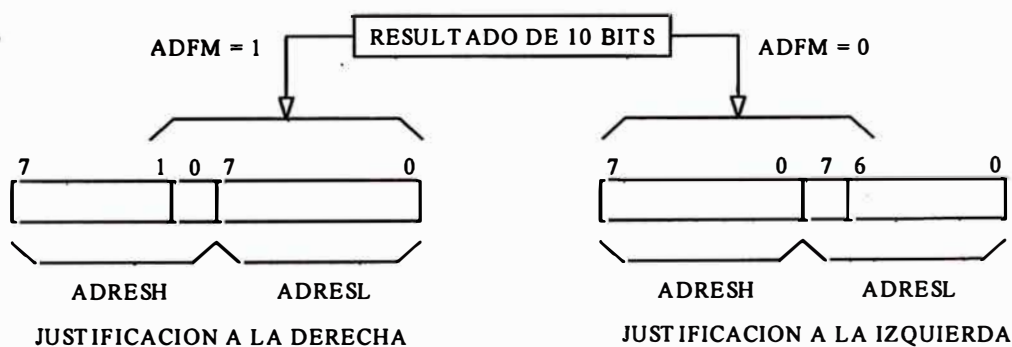 RESULTADO DE 10 BITS
ADFM = 1
ADFM = 0
7 1 0 7 0
7 0 7 6 0
ADRESH ADRESL
ADRESH ADRESL
JUSTIFICACION A LA DERECHA
JUSTIFICACION A LA IZQUIERDA